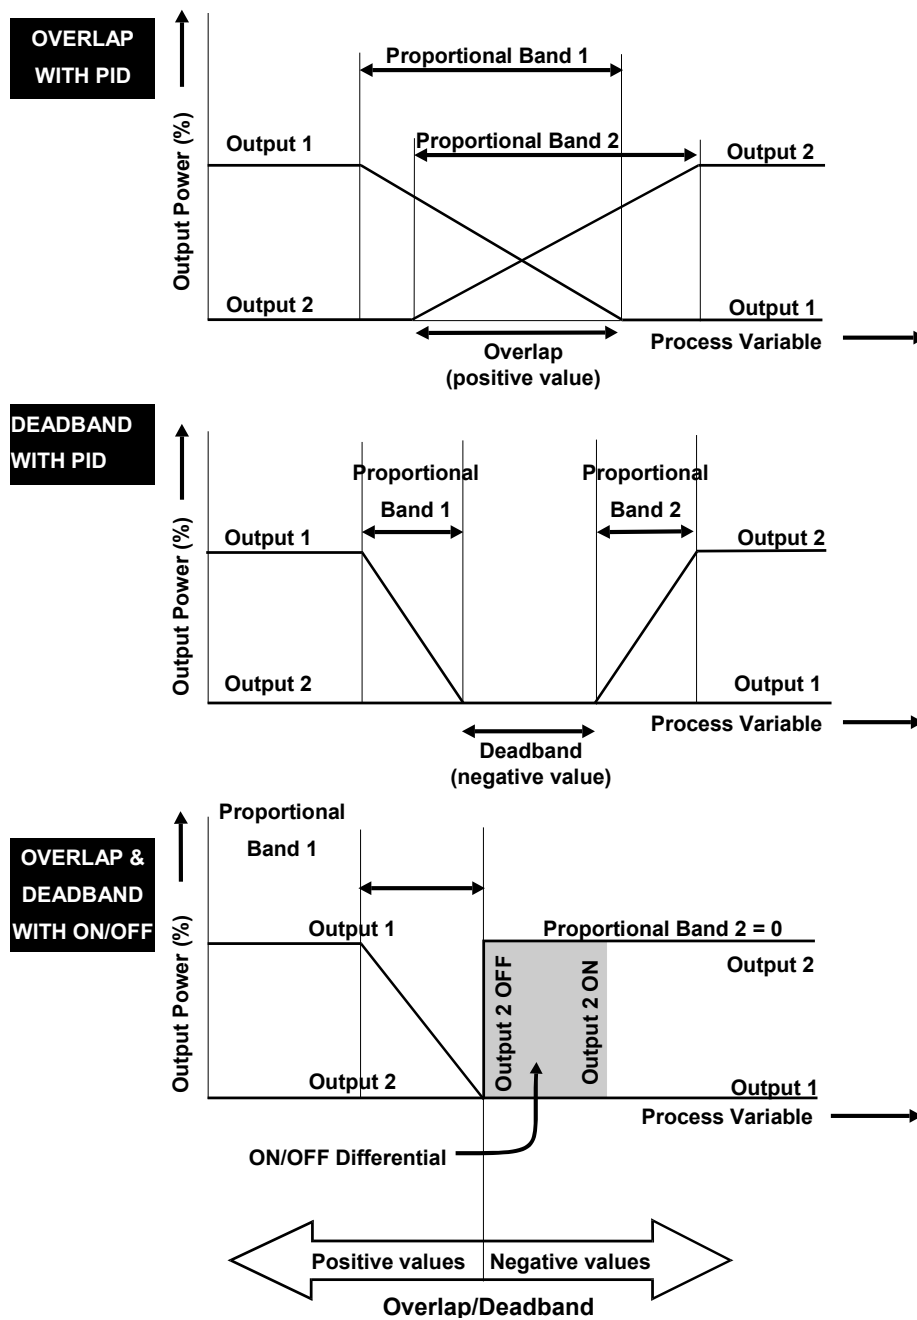 OVERLAP
WITH PID
Output Power (%)
Proportional Band 1
Proportional Band 2
Output 1
Output 2
Output 2
Output 1
Overlap
(positive value)
Process Variable
DEADBAND
WITH PID
Output Power (%)
Proportional
Band 1
Proportional
Band 2
Output 1
Output 2
Output 2
Output 1
Deadband
(negative value)
Process Variable
OVERLAP &
DEADBAND
WITH ON/OFF
Output Power (%)
Proportional
Band 1
Output 1
Proportional Band 2 = 0
Output 2
Output 2 OFF
Output 2 ON
Output 2
Output 1
Process Variable
ON/OFF Differential
Positive values
Negative values
Overlap/Deadband